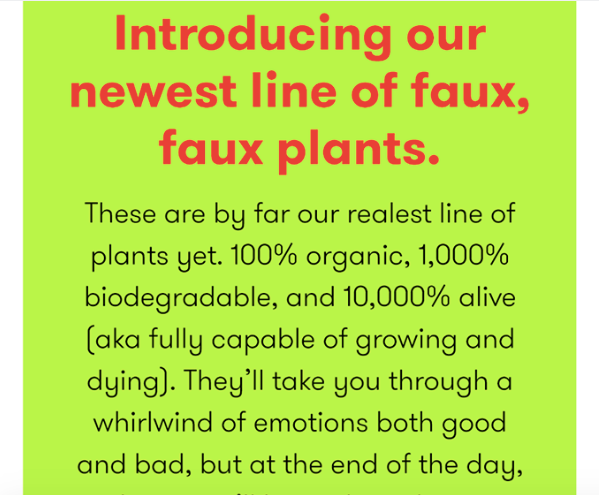 Introducing our
newest line of faux,
faux plants.
These are by far our realest line of
plants yet. 100% organic, 1,000%
biodegradable, and 10,000% alive
(aka fully capable of growing and
dying). They’ll take you through a
whirlwind of emotions both good
and bad, but at the end of the day,